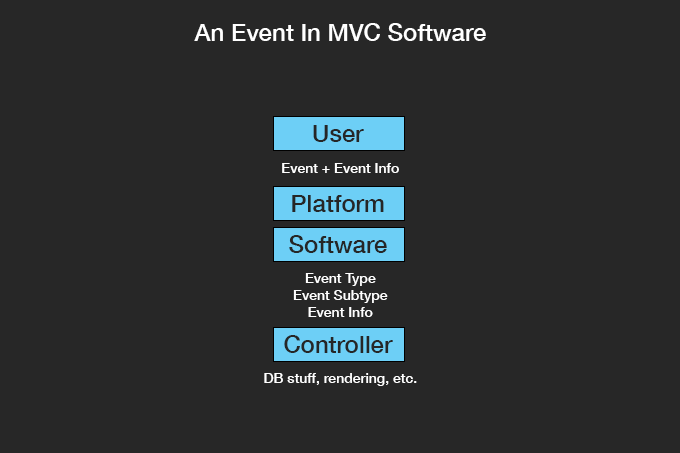 An Event In MVC Software
User
Event + Event Info
Platform
Software
Event Type
Event Subtype
Event Info
Controller
DB stuff, rendering, etc.